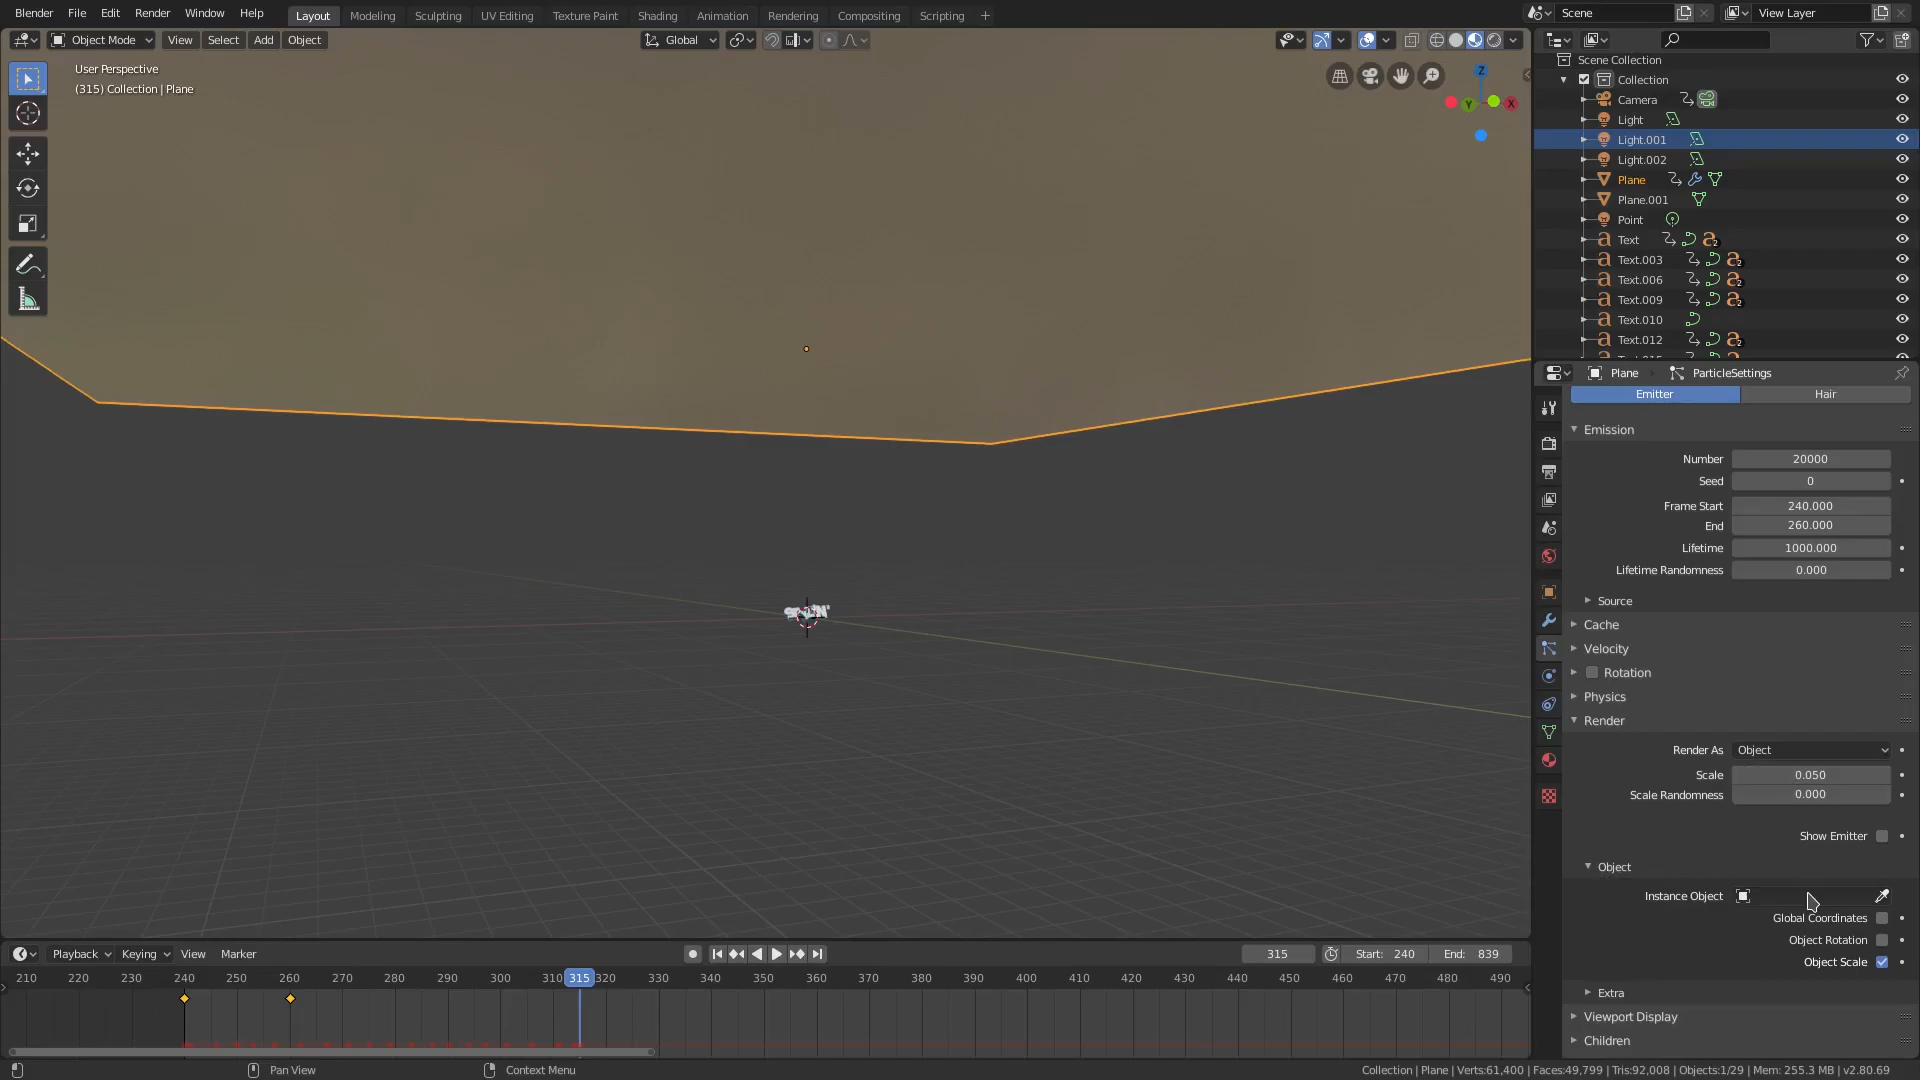 Blender File Edit Render Window Help Layout Modeling Sculpting UV Editing Texture Paint Shading Animation Rendering Compositing Scripting + Scene View Layer
Object Mode View Select Add Object Global
User Perspective
(315) Collection | Plane
Z
Y
X
Scene Collection
Collection
Camera
Light
Light.001
Light.002
Plane
Plane.001
Point
Text
Text.003
Text.006
Text.009
Text.010
Text.012
Plane ParticleSettings
Emitter Hair
Emission
Number 20000
Seed 0
Frame Start 240.000
End 260.000
Lifetime 1000.000
Lifetime Randomness 0.000
Source
Cache
Velocity
Rotation
Physics
Render
Render As Object
Scale 0.050
Scale Randomness 0.000
Show Emitter
Object
Instance Object
Global Coordinates
Object Rotation
Object Scale
Extra
Viewport Display
Children
Playback Keying View Marker 315 Start: 240 End: 839
210 220 230 240 250 260 270 280 290 300 310 315 320 330 340 350 360 370 380 390 400 410 420 430 440 450 460 470 480 490
Pan View Context Menu Collection | Plane | Verts:61,400 | Faces:49,799 | Tris:92,008 | Objects:1/29 | Mem: 255.3 MB | v2.80.69